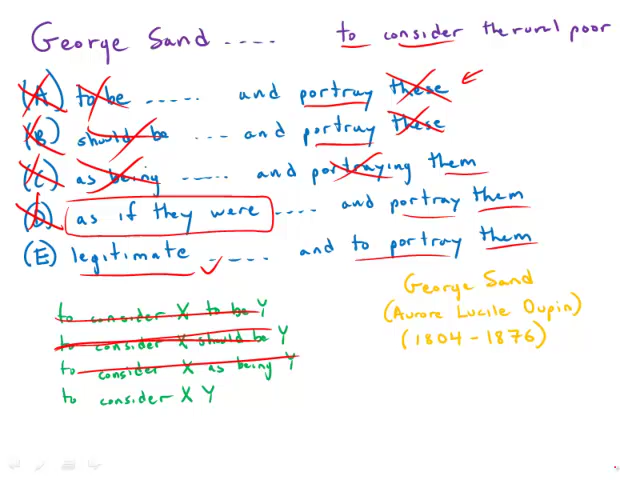 George Sand ---- to consider the rural poor
(A) to be ----- and portray these
(B) should be --- and portray these
(C) as being ----- and portraying them
(D) as if they were ---- and portray them
(E) legitimate ----- and to portray them
George Sand
(Aurore Lucile Dupin)
(1804 - 1876)
to consider X to be Y
to consider X should be Y
to consider X as being Y
to consider X Y